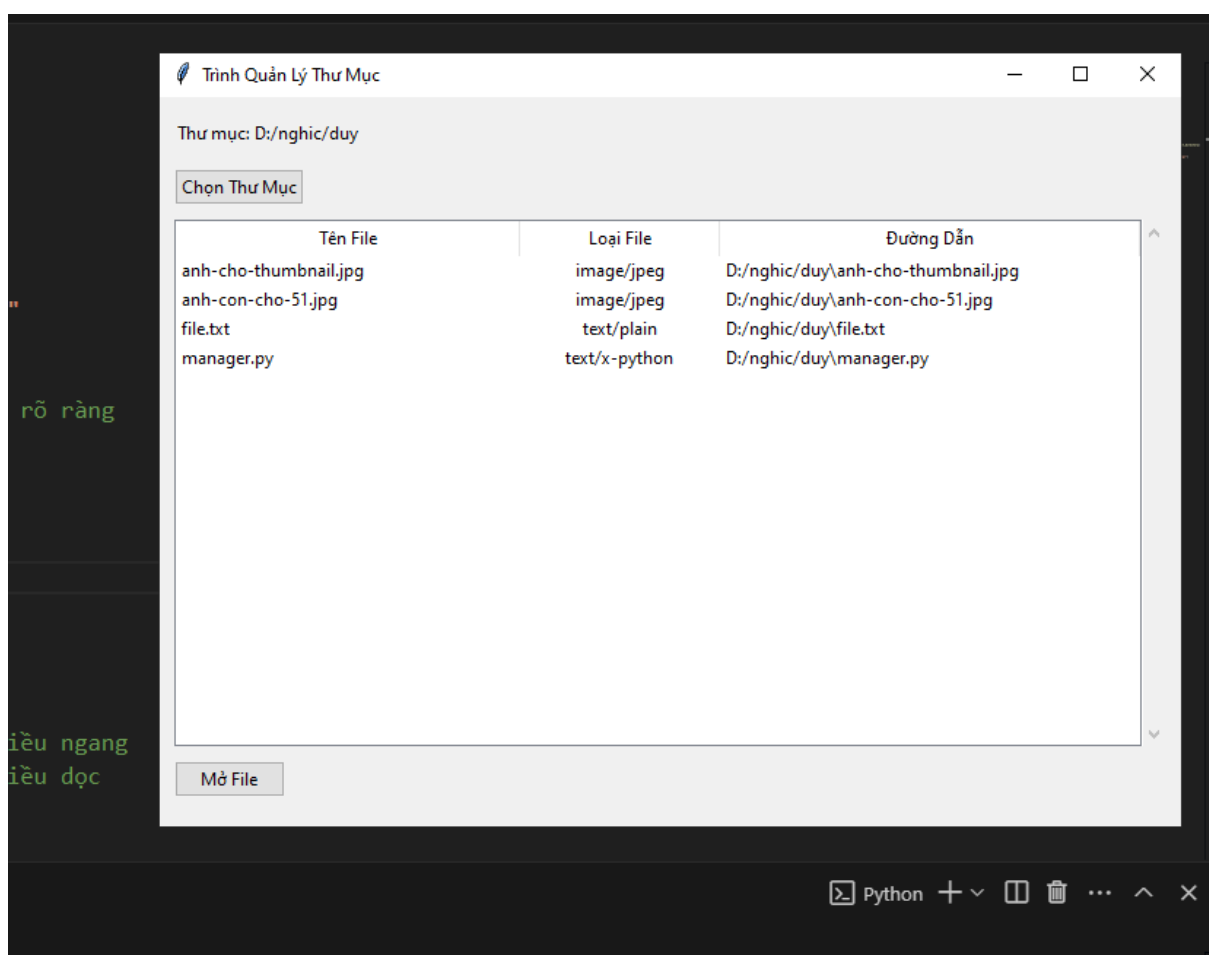 Trình Quản Lý Thư Mục
Thư mục: D:/nghic/duy
Chọn Thư Mục
Tên File Loại File Đường Dẫn
anh-cho-thumbnail.jpg image/jpeg D:/nghic/duy\anh-cho-thumbnail.jpg
anh-con-cho-51.jpg image/jpeg D:/nghic/duy\anh-con-cho-51.jpg
"
file.txt text/plain D:/nghic/duy\file.txt
manager.py text/x-python D:/nghic/duy\manager.py
rõ ràng
iều ngang
iều dọc
Mở File
Python